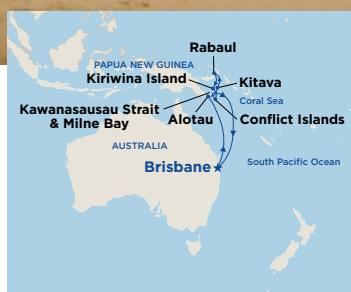 Rabaul
PAPUA NEW GUINEA
Kiriwina Island
Kitava
Coral Sea
Kawanasausau Strait
& Milne Bay
Alotau
Conflict Islands
AUSTRALIA
South Pacific Ocean
Brisbane